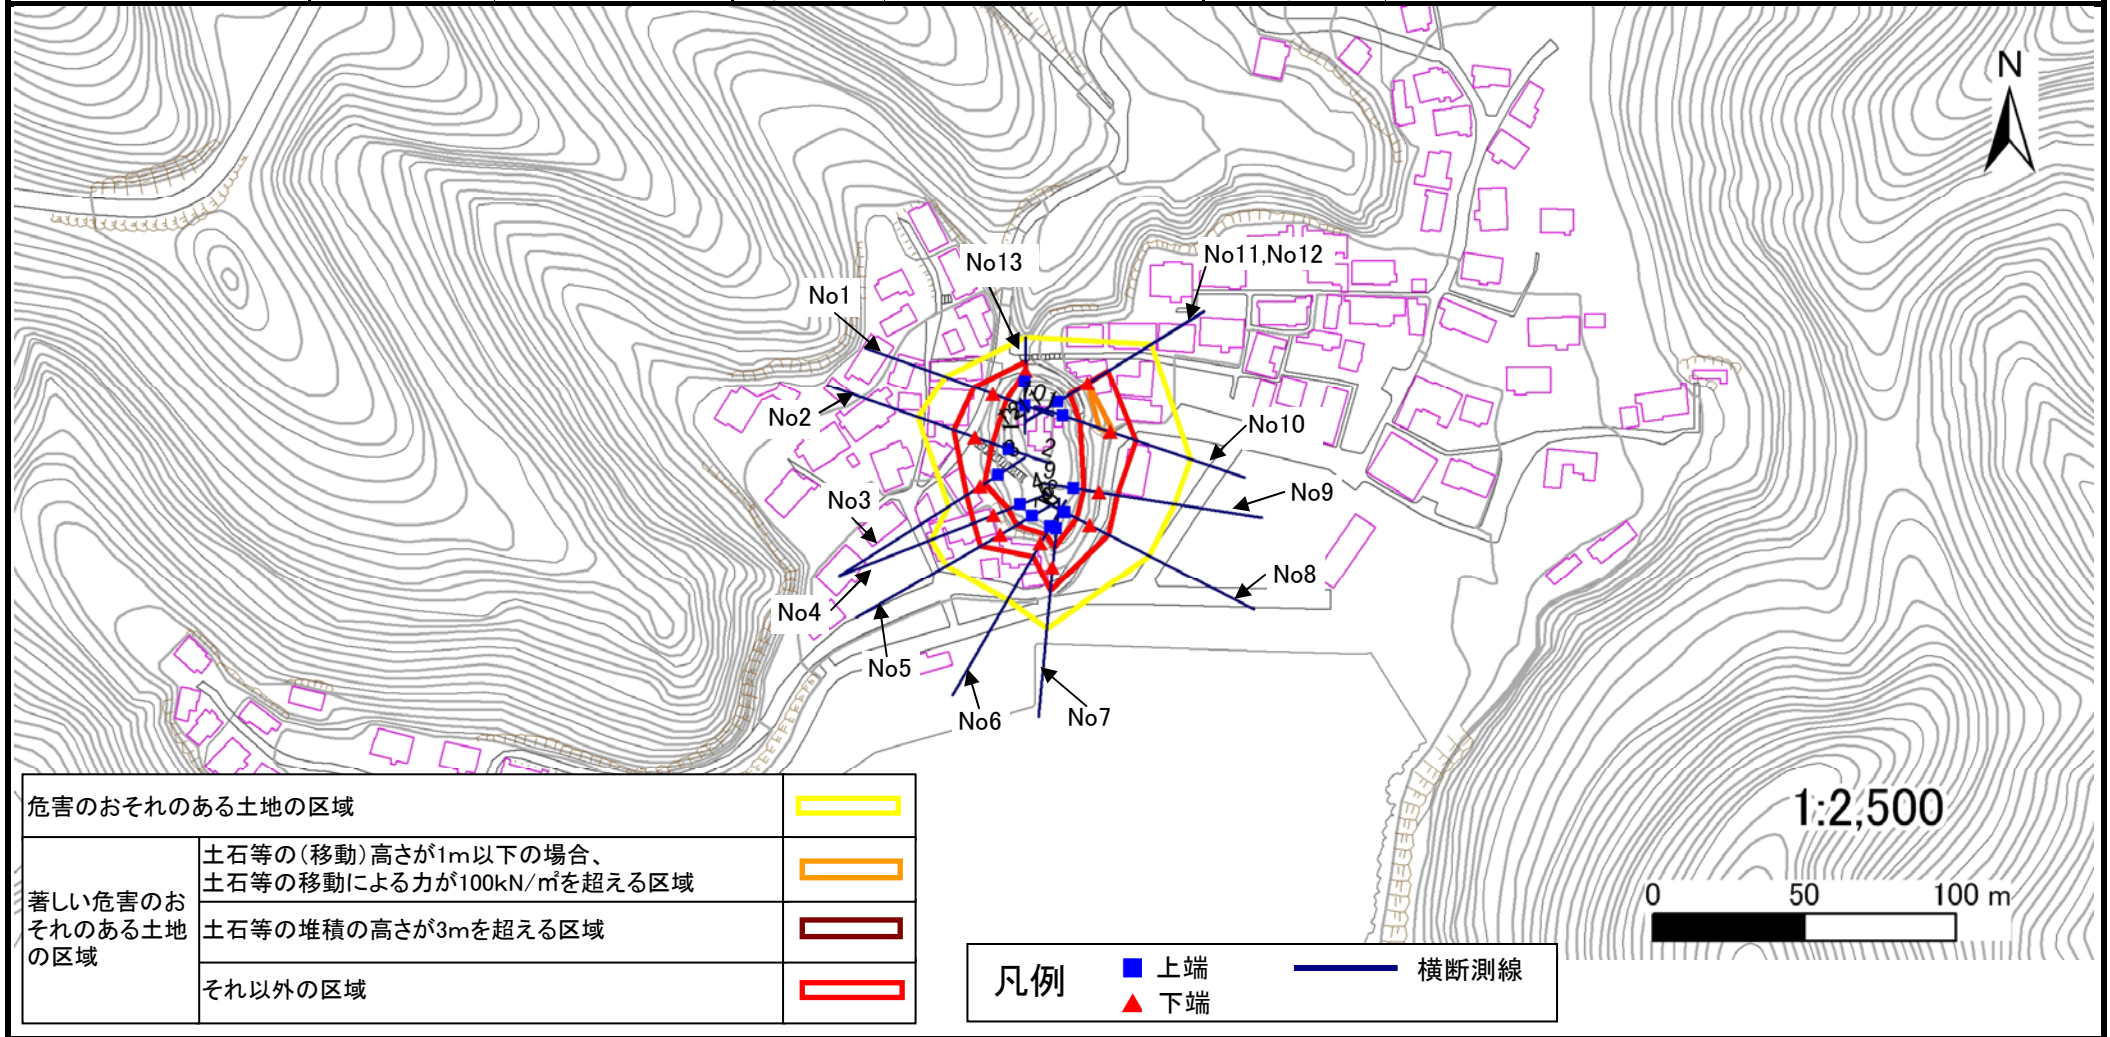 N
No13
No11,No12
No1
No2
No10
No3
No9
No4
No8
No5
No6
No7
危害のおそれのある土地の区域
著しい危害のお
それのある土地
の区域
土石等の(移動)高さが1m以下の場合、
土石等の移動による力が100kN/㎡を超える区域
土石等の堆積の高さが3mを超える区域
それ以外の区域
1:2,500
0 50 100 m
凡例
上端
下端
横断測線